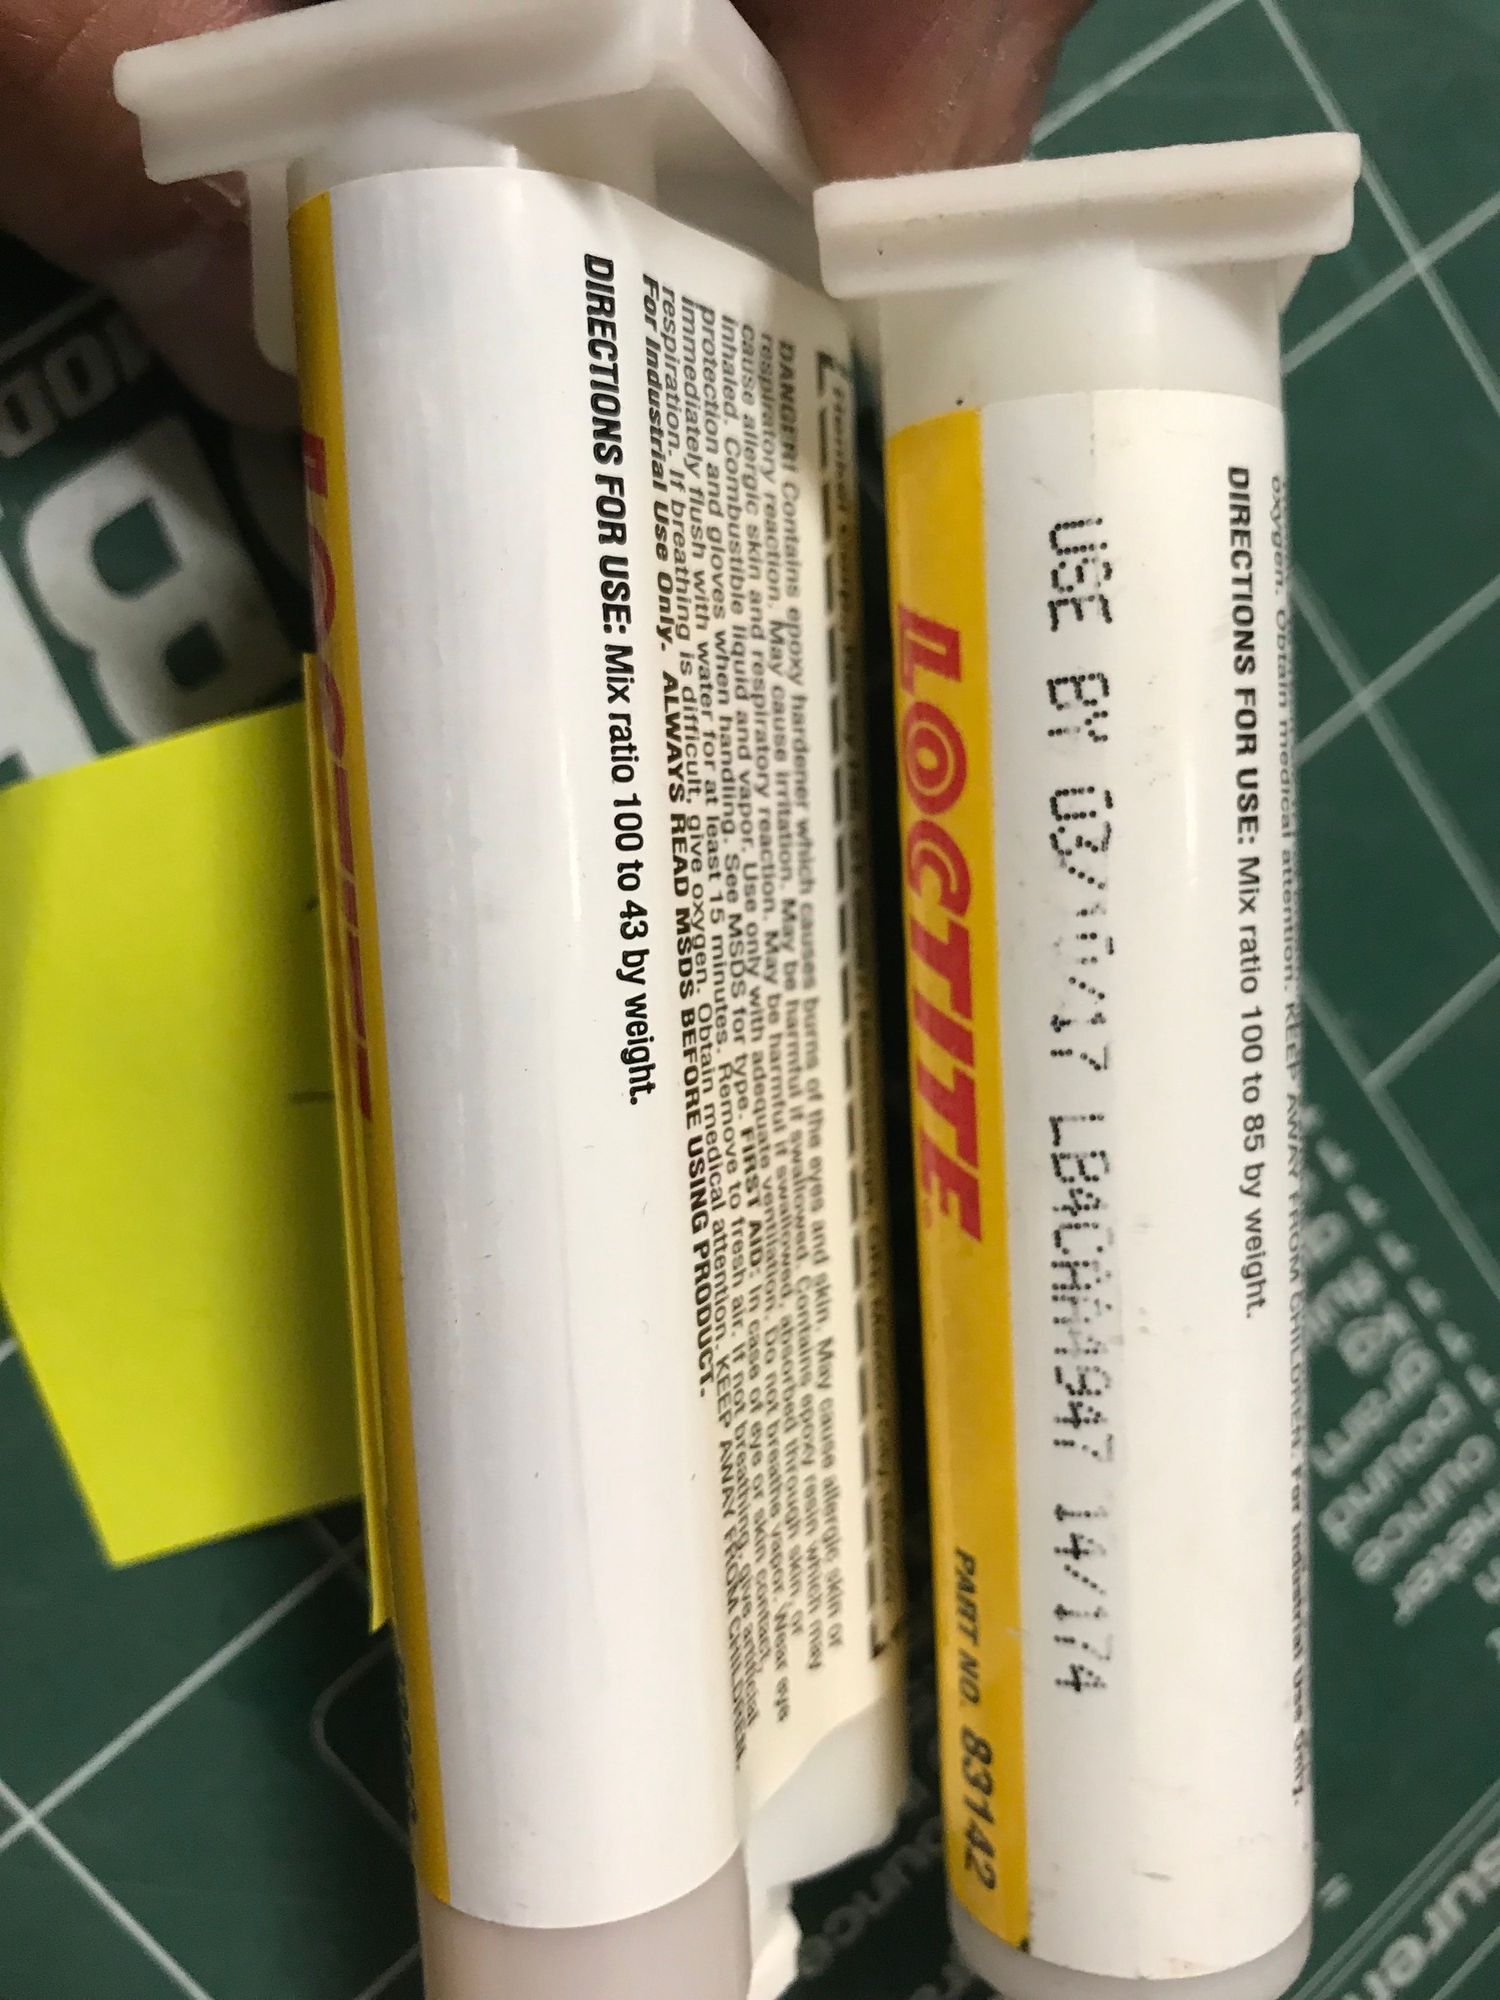 DIRECTIONS FOR USE: Mix ratio 100 to 43 by weight.
DANGER! Contains epoxy hardener which causes burns of the eyes and skin. May cause allergic skin or
respiratory reaction. May cause irritation. May be harmful if swallowed. Contains epoxy resin which may
cause allergic skin and respiratory reaction. May be harmful if swallowed, absorbed through skin, or
inhaled. Combustible liquid and vapor. Use only with adequate ventilation. Do not breathe vapor. Wear eye
protection and gloves when handling. See MSDS for type. FIRST AID: In case of eye or skin contact,
immediately flush with water for at least 15 minutes. Remove to fresh air. If not breathing, give artificial
respiration. If breathing is difficult, give oxygen. Obtain medical attention. KEEP AWAY FROM CHILDREN.
For Industrial Use Only. ALWAYS READ MSDS BEFORE USING PRODUCT.
LOCTITE
oxygen. Obtain medical attention. KEEP AWAY FROM CHILDREN. For Industrial Use Only.
DIRECTIONS FOR USE: Mix ratio 100 to 85 by weight.
USE BY 14/174
LOCTITE
PART NO. 83142
ounce
pound